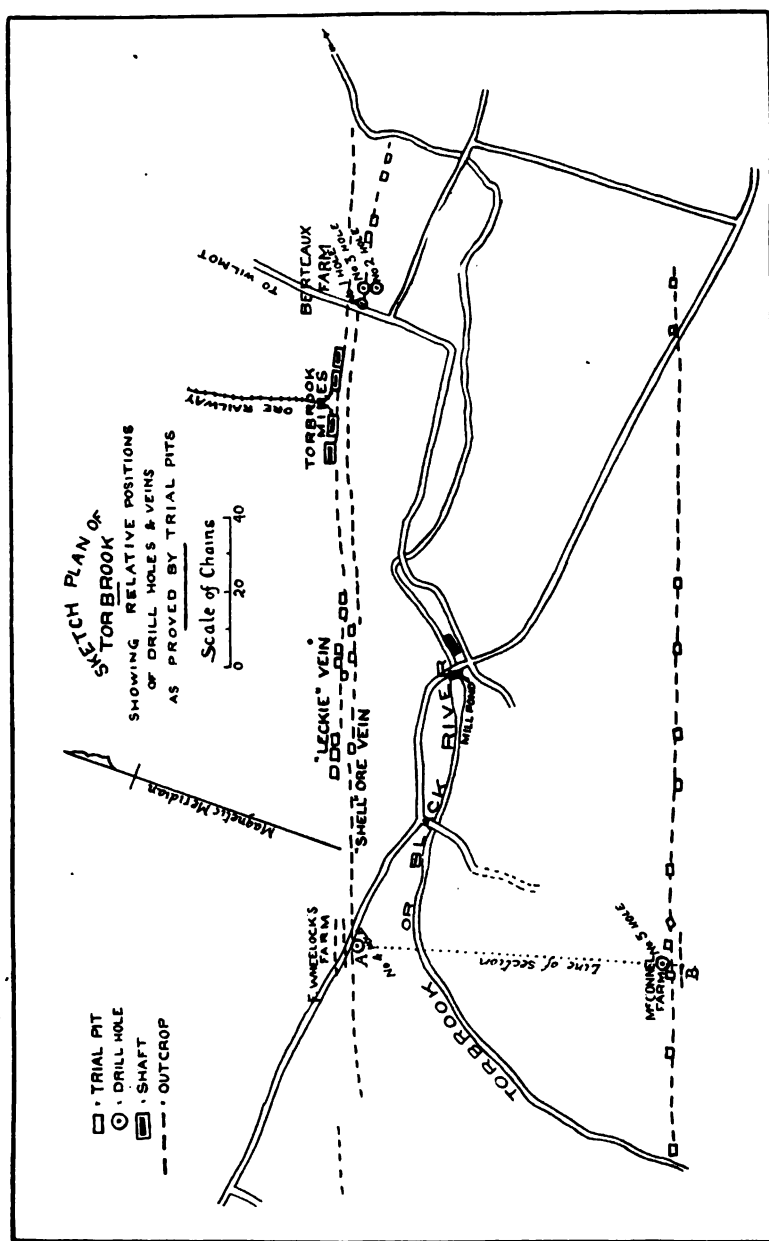 SKETCH PLAN OF
TORBROOK
SHOWING RELATIVE POSITIONS
OF DRILL HOLES & VEINS
AS PROVED BY TRIAL PITS
Scale of Chains
0 20 40
TRIAL PIT
DRILL HOLE
SHAFT
OUTCROP
Magnetic Meridian
F. WHEELOCK'S
FARM
A
No 4
"LECKIE" VEIN
"SHELL" ORE VEIN
TORBROOK
MINES
ORE RAILWAY
TO WILMOT
BERTEAUX
FARM
1 HOLE
No 3 HOLE
No 2 HOLE
TORBROOK OR BLACK RIVER
MILL POND
Line of section
McCONNEL
FARM
No 5 HOLE
B